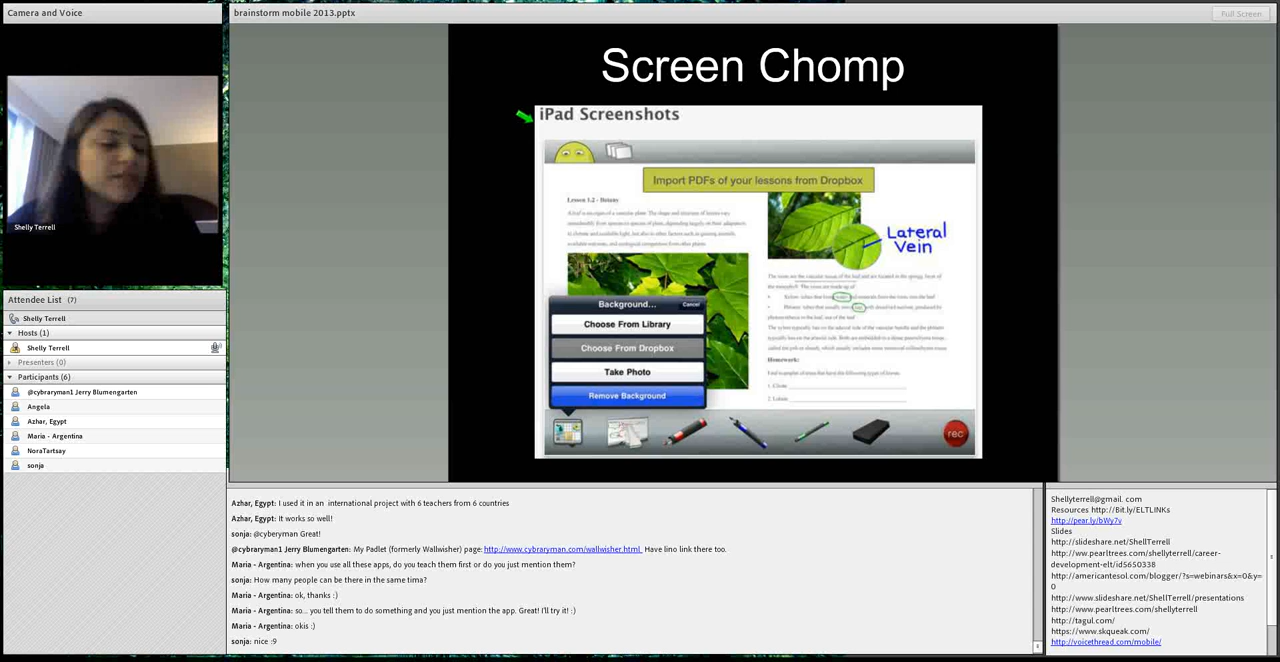 Camera and Voice
Shelly Terrell
Attendee List (7)
Shelly Terrell
Hosts (1)
Shelly Terrell
Presenters (0)
Participants (6)
@cybraryman1 Jerry Blumengarten
Angela
Azhar, Egypt
Maria - Argentina
NoraTartsay
sonja
brainstorm mobile 2013.pptx
Full Screen
Screen Chomp
iPad Screenshots
Import PDFs of your lessons from Dropbox
Lesson 1.2 - Botany
Lateral
Vein
Background...
Cancel
Choose From Library
Choose From Dropbox
Take Photo
Remove Background
Homework:
rec
Azhar, Egypt: I used it in an international project with 6 teachers from 6 countries
Azhar, Egypt: It works so well!
sonja: @cyberyman Great!
@cybraryman1 Jerry Blumengarten: My Padlet (formerly Wallwisher) page: http://www.cybraryman.com/wallwisher.html Have lino link there too.
Maria - Argentina: when you use all these apps, do you teach them first or do you just mention them?
sonja: How many people can be there in the same tima?
Maria - Argentina: ok, thanks :)
Maria - Argentina: so... you tell them to do something and you just mention the app. Great! I'll try it! :)
Maria - Argentina: okis :)
sonja: nice :9
Shellyterrell@gmail. com
Resources http://Bit.ly/ELTLINKs
http://pear.ly/bWy7v
Slides
http://slideshare.net/ShellTerrell
http://ww.pearltrees.com/shellyterrell/career-
development-elt/id5650338
http://americantesol.com/blogger/?s=webinars&x=0&y=
0
http://www.slideshare.net/ShellTerrell/presentations
http://www.pearltrees.com/shellyterrell
http://tagul.com/
https://www.skqueak.com/
http://voicethread.com/mobile/